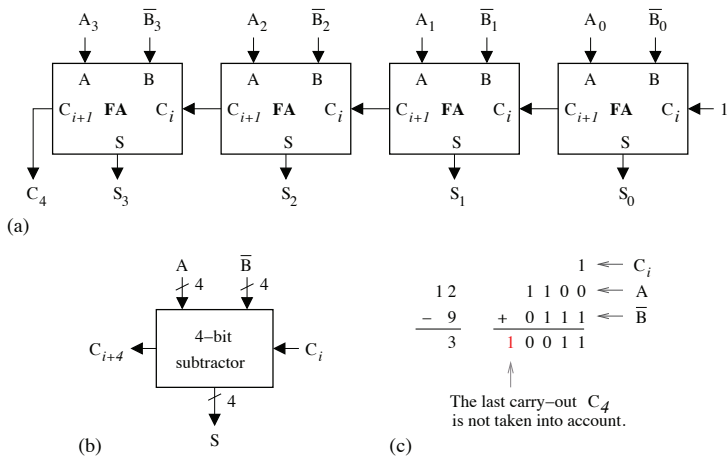 A3 B̅3 A2 B̅2 A1 B̅1 A0 B̅0
A B A B A B A B
Ci+1 FA Ci Ci+1 FA Ci Ci+1 FA Ci Ci+1 FA Ci 1
S S S S
C4 S3 S2 S1 S0
(a)
A B̅
4 4
Ci+4 4–bit subtractor Ci
4
S
(b)
1 Ci
1 2 1 1 0 0 A
– 9 + 0 1 1 1 B̅
3 1 0 0 1 1
The last carry–out C4
is not taken into account.
(c)